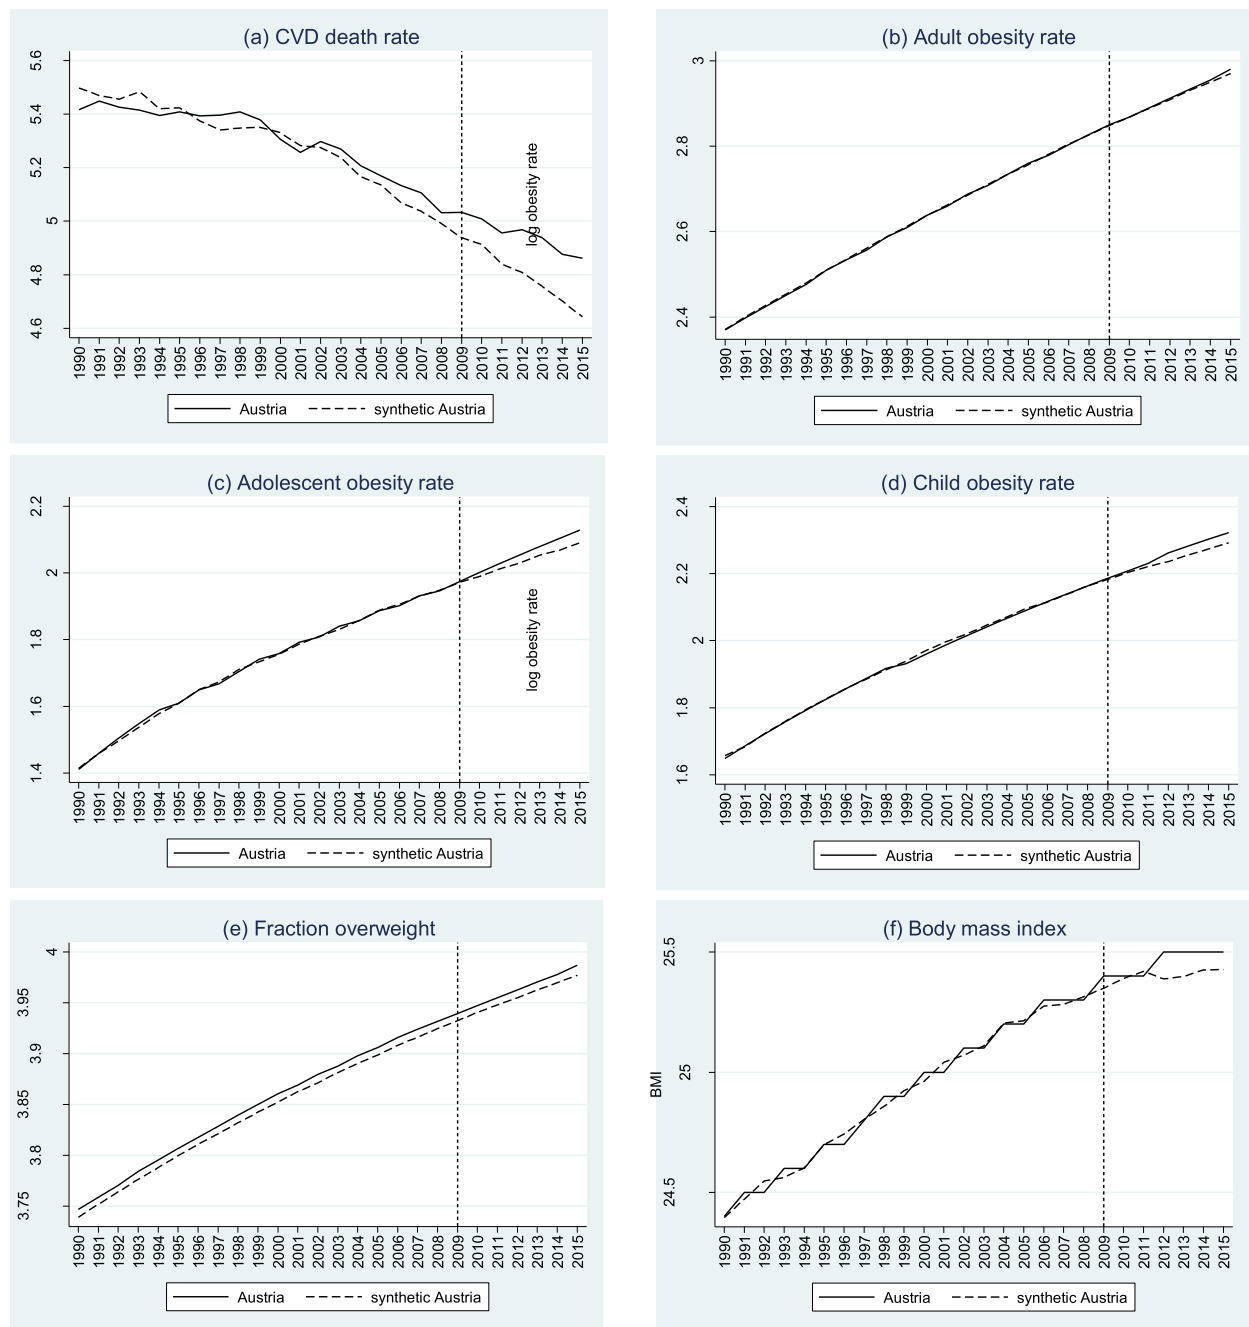 (a) CVD death rate
5.6
5.4
5.2
5
4.8
4.6
log obesity rate
1990 1991 1992 1993 1994 1995 1996 1997 1998 1999 2000 2001 2002 2003 2004 2005 2006 2007 2008 2009 2010 2011 2012 2013 2014 2015
Austria synthetic Austria
(b) Adult obesity rate
3
2.8
2.6
2.4
1990 1991 1992 1993 1994 1995 1996 1997 1998 1999 2000 2001 2002 2003 2004 2005 2006 2007 2008 2009 2010 2011 2012 2013 2014 2015
Austria synthetic Austria
(c) Adolescent obesity rate
2.2
2
1.8
1.6
1.4
log obesity rate
1990 1991 1992 1993 1994 1995 1996 1997 1998 1999 2000 2001 2002 2003 2004 2005 2006 2007 2008 2009 2010 2011 2012 2013 2014 2015
Austria synthetic Austria
(d) Child obesity rate
2.4
2.2
2
1.8
1.6
1990 1991 1992 1993 1994 1995 1996 1997 1998 1999 2000 2001 2002 2003 2004 2005 2006 2007 2008 2009 2010 2011 2012 2013 2014 2015
Austria synthetic Austria
(e) Fraction overweight
4
3.95
3.9
3.85
3.8
3.75
1990 1991 1992 1993 1994 1995 1996 1997 1998 1999 2000 2001 2002 2003 2004 2005 2006 2007 2008 2009 2010 2011 2012 2013 2014 2015
Austria synthetic Austria
(f) Body mass index
BMI
25.5
25
24.5
1990 1991 1992 1993 1994 1995 1996 1997 1998 1999 2000 2001 2002 2003 2004 2005 2006 2007 2008 2009 2010 2011 2012 2013 2014 2015
Austria synthetic Austria